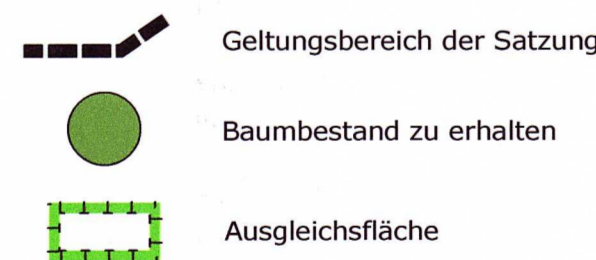 Geltungsbereich der Satzung
Baumbestand zu erhalten
Ausgleichsfläche